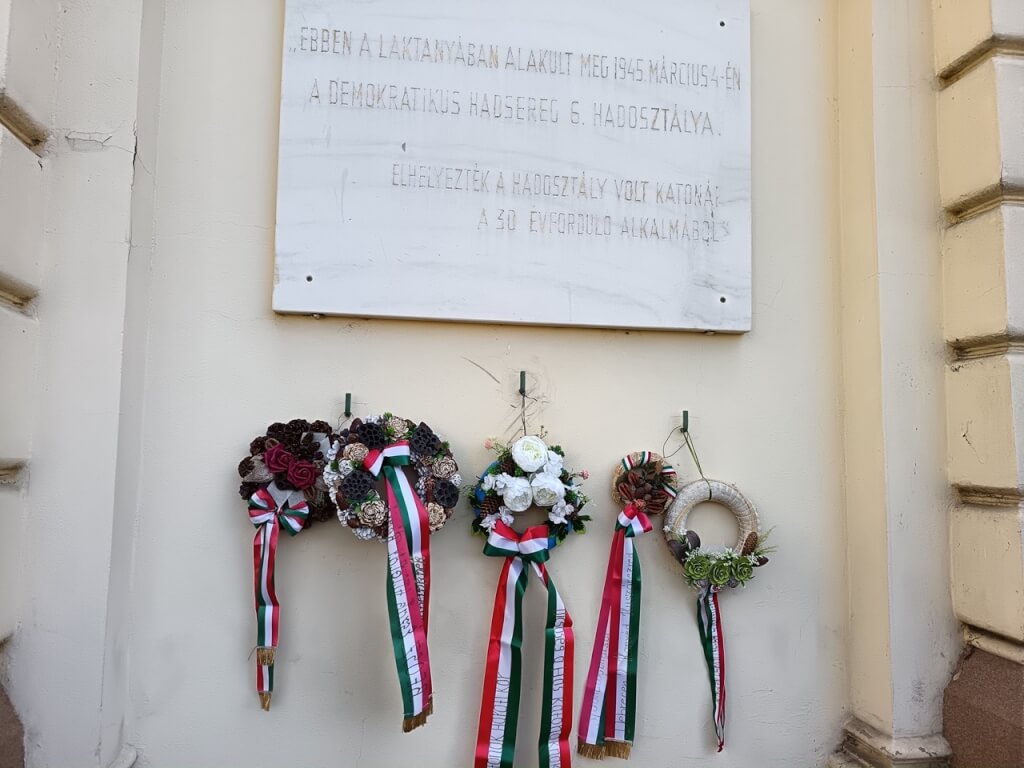 „EBBEN A LAKTANYÁBAN ALAKULT MEG 1945. MÁRCIUS 4-ÉN
A DEMOKRATIKUS HADSEREG 6. HADOSZTÁLYA.
ELHELYEZTÉK A HADOSZTÁLY VOLT KATONÁI
A 30. ÉVFORDULÓ ALKALMÁBÓL"